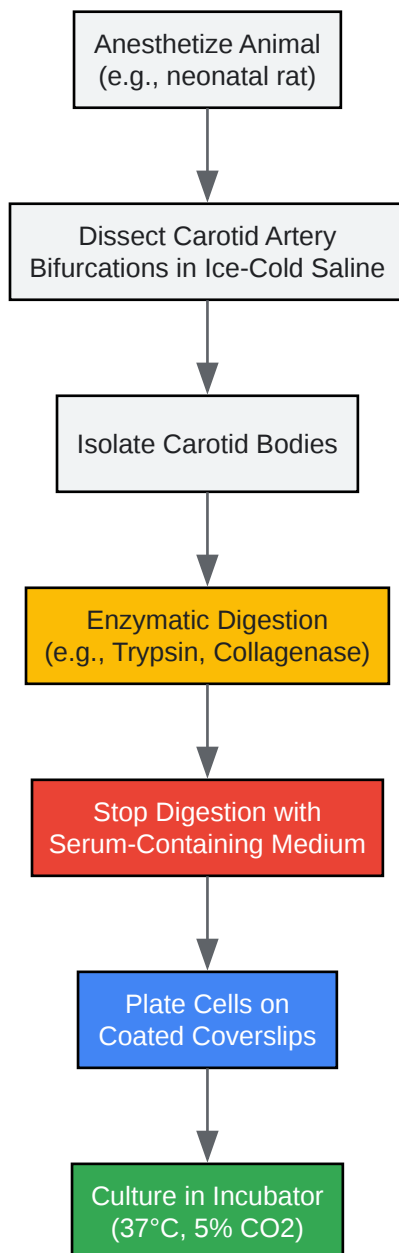 Anesthetize Animal
(e.g., neonatal rat)
Dissect Carotid Artery
Bifurcations in Ice-Cold Saline
Isolate Carotid Bodies
Enzymatic Digestion
(e.g., Trypsin, Collagenase)
Stop Digestion with
Serum-Containing Medium
Plate Cells on
Coated Coverslips
Culture in Incubator
(37°C, 5% CO2)